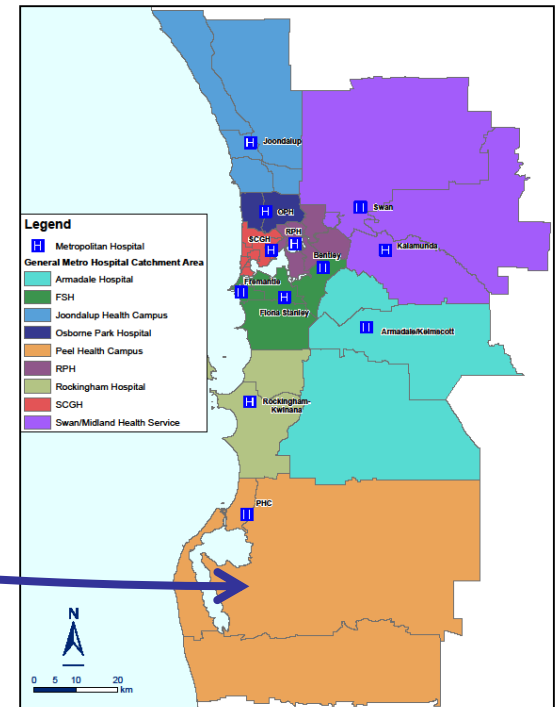 Joondalup
OPH
Swan
RPH
SCGH
Kalamunda
Bentley
Fremantle
Fiona Stanley
Armadale/Kelmscott
Rockingham-
Kwinana
PHC
Legend
H Metropolitan Hospital
General Metro Hospital Catchment Area
Armadale Hospital
FSH
Joondalup Health Campus
Osborne Park Hospital
Peel Health Campus
RPH
Rockingham Hospital
SCGH
Swan/Midland Health Service
N
0 5 10 20
km